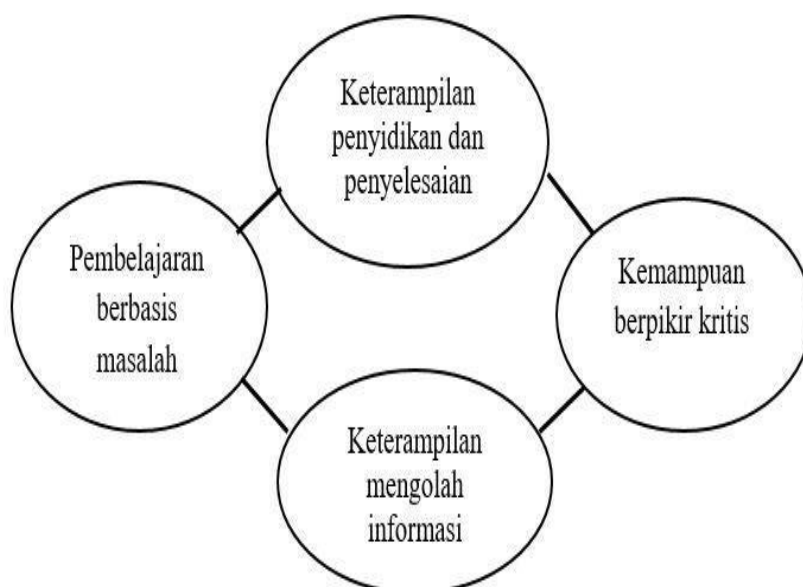 Keterampilan
penyidikan dan
penyelesaian
Pembelajaran
berbasis
masalah
Kemampuan
berpikir kritis
Keterampilan
mengolah
informasi